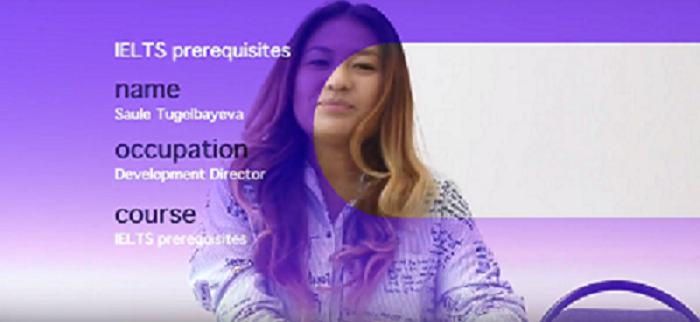 IELTS prerequisites
name
Saule Tugelbayeva
occupation
Development Director
course
IELTS prerequisites